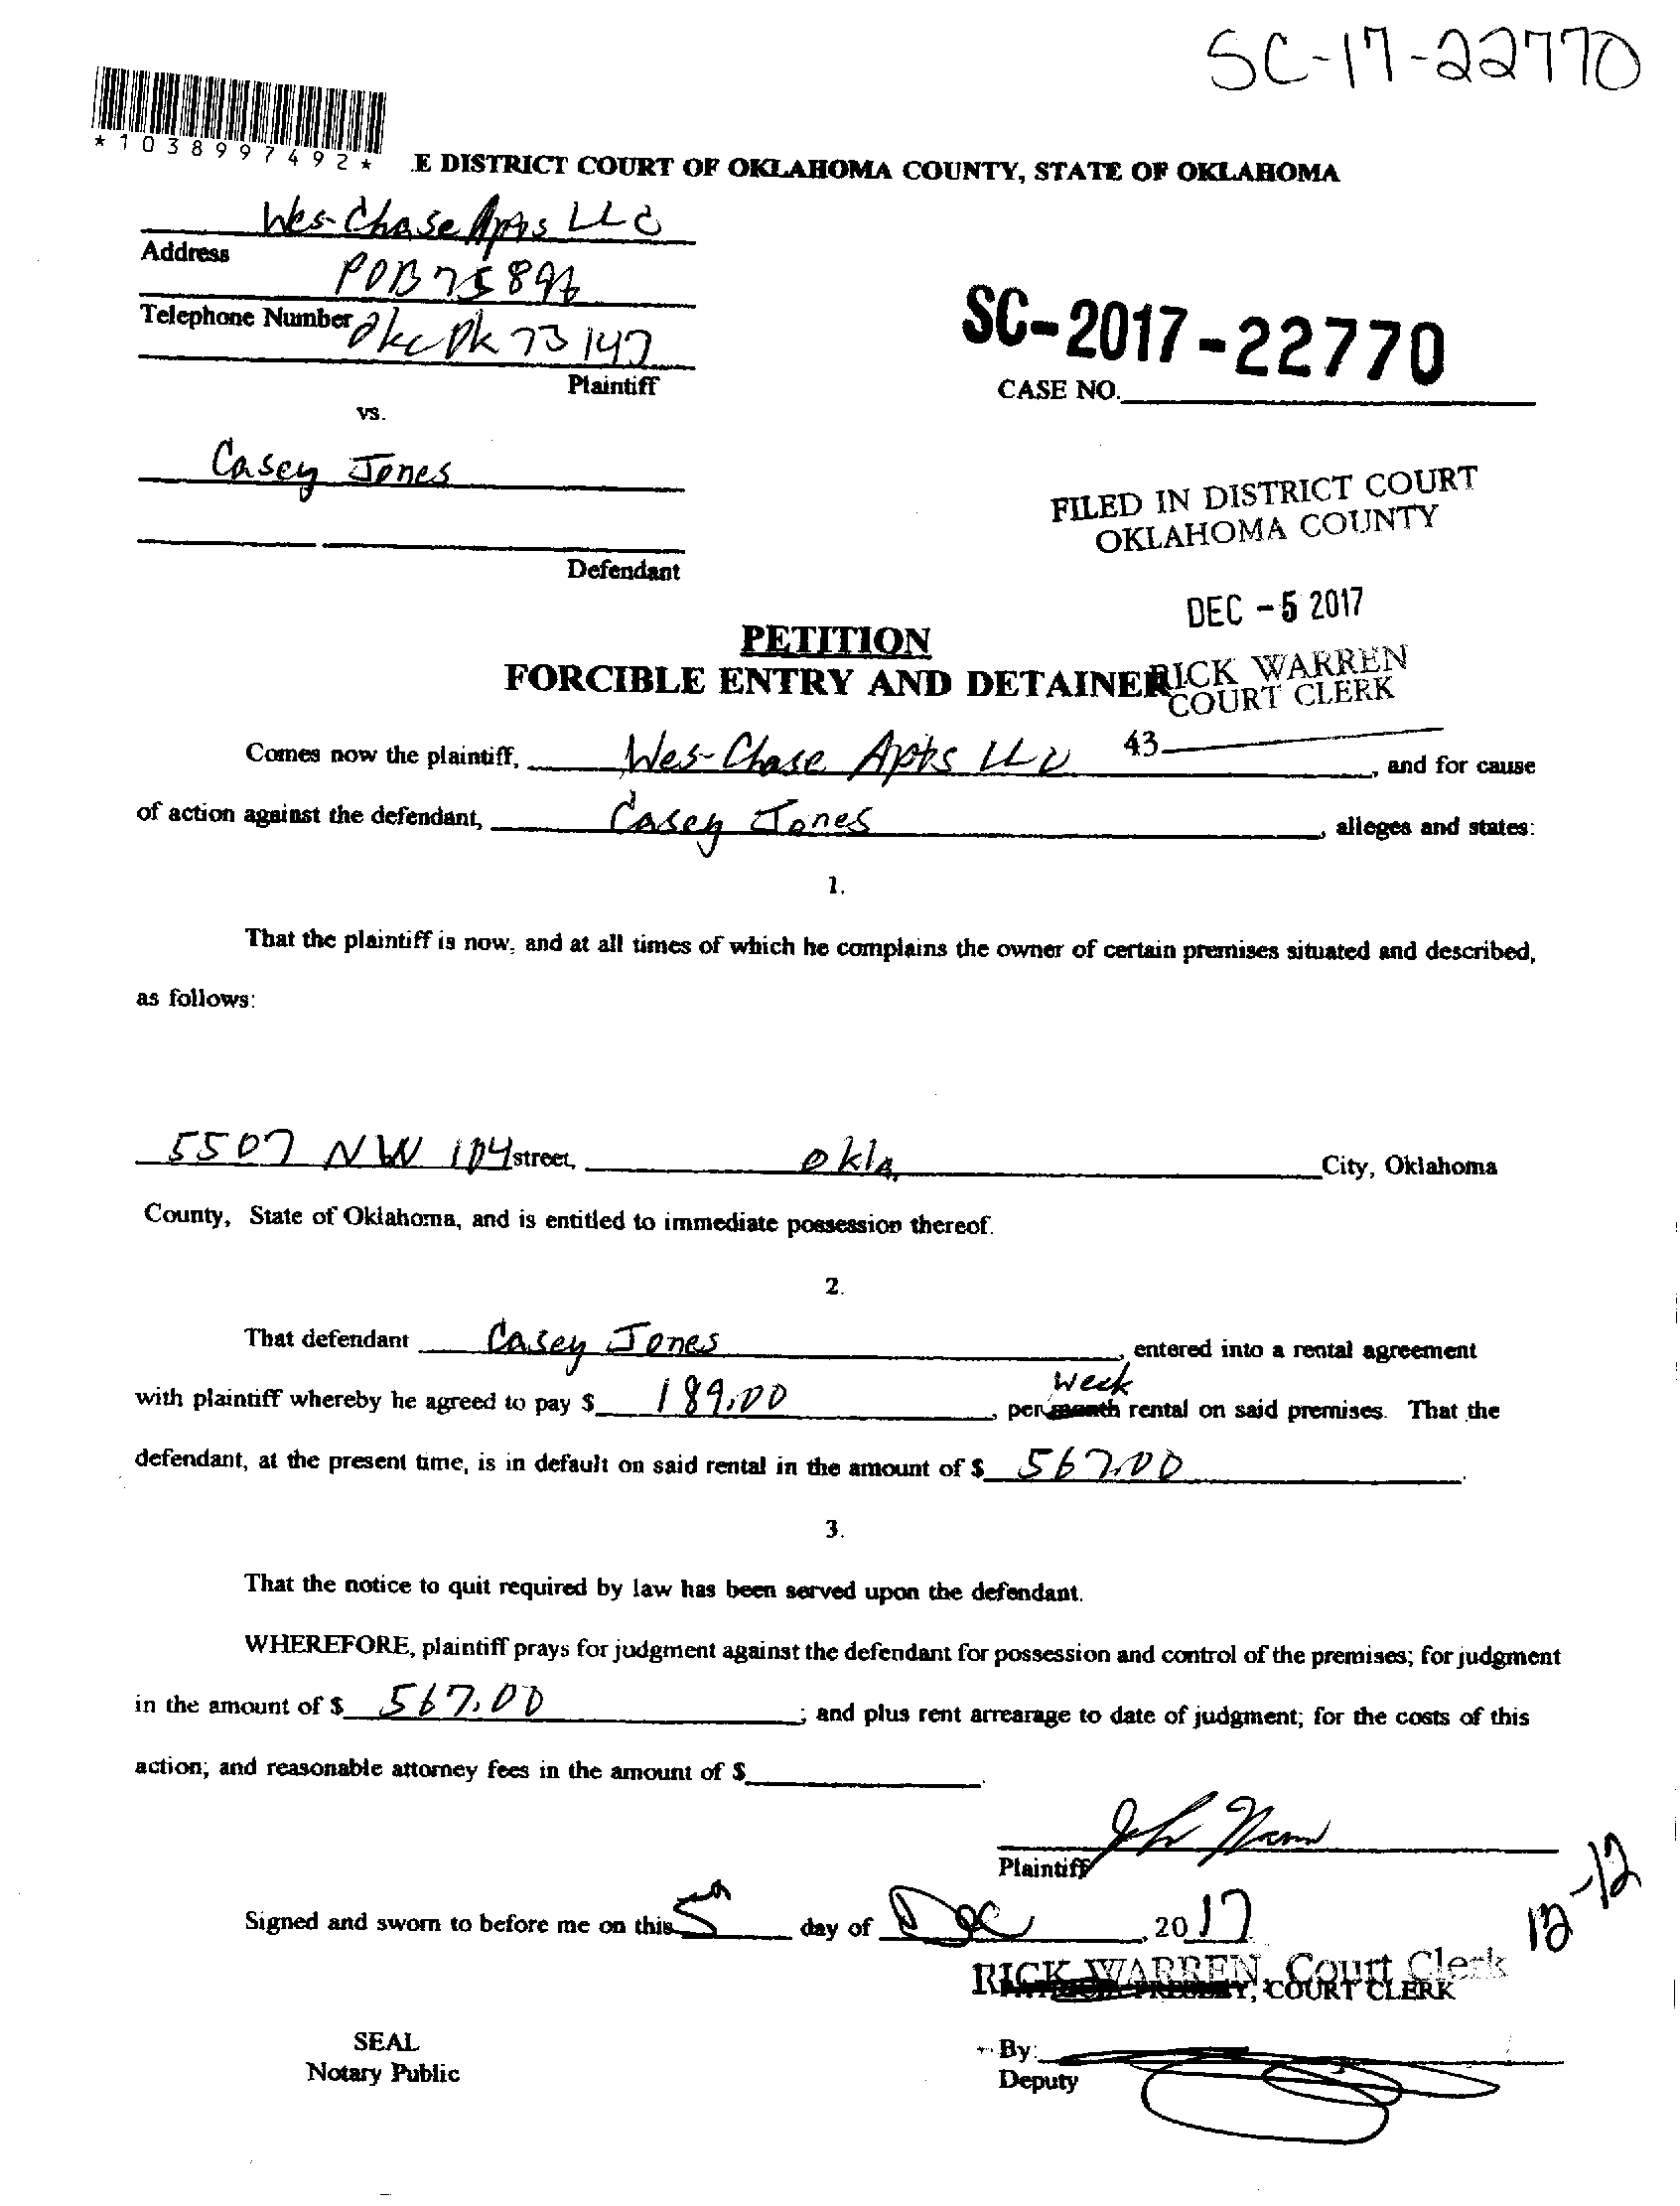 SC-17-22770
*1038997492*
E DISTRICT COURT OF OKLAHOMA COUNTY, STATE OF OKLAHOMA
Wes-Chase Apts LLC
Address
POB 75896
Telephone Number
Okc Ok 73147
Plaintiff
SC-2017-22770
CASE NO.
vs.
Casey Jones
Defendant
FILED IN DISTRICT COURT
OKLAHOMA COUNTY
DEC -5 2017
RICK WARREN
COURT CLERK
43
PETITION
FORCIBLE ENTRY AND DETAINER
Comes now the plaintiff, Wes-Chase Apts LLC, and for cause
of action against the defendant, Casey Jones, alleges and states:
1.
That the plaintiff is now, and at all times of which he complains the owner of certain premises situated and described,
as follows:
5507 NW 104 street, Okla. City, Oklahoma
County, State of Oklahoma, and is entitled to immediate possession thereof.
2.
That defendant Casey Jones, entered into a rental agreement
week
with plaintiff whereby he agreed to pay $ 189.00, per month rental on said premises. That the
defendant, at the present time, is in default on said rental in the amount of $ 567.00.
3.
That the notice to quit required by law has been served upon the defendant.
WHEREFORE, plaintiff prays for judgment against the defendant for possession and control of the premises; for judgment
in the amount of $ 567.00; and plus rent arrearage to date of judgment; for the costs of this
action; and reasonable attorney fees in the amount of $
Plaintiff
Signed and sworn to before me on this 5th day of Dec, 2017
12-12
RICK WARREN, Court Clerk
COURT CLERK
SEAL
Notary Public
By:
Deputy